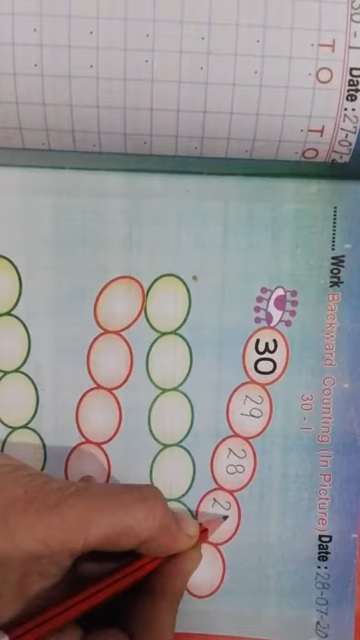 Date: 27-07-
T O T O
Work Backward Counting (In Picture) Date: 28-07-20
30 - 1
30
29
28
2